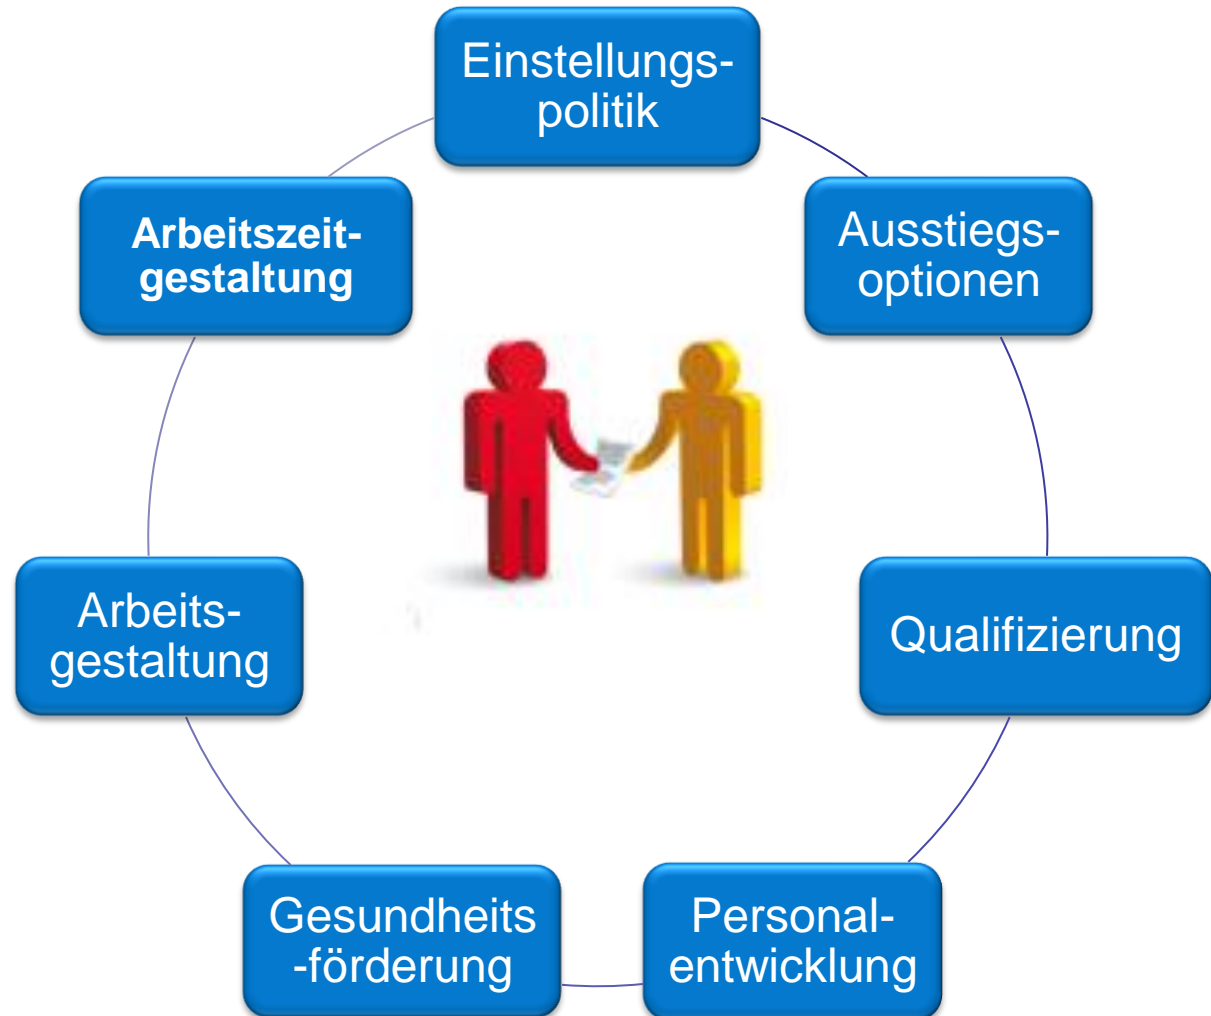 Einstellungs-
politik
Ausstiegs-
optionen
Qualifizierung
Personal-
entwicklung
Gesundheits
-förderung
Arbeits-
gestaltung
Arbeitszeit-
gestaltung